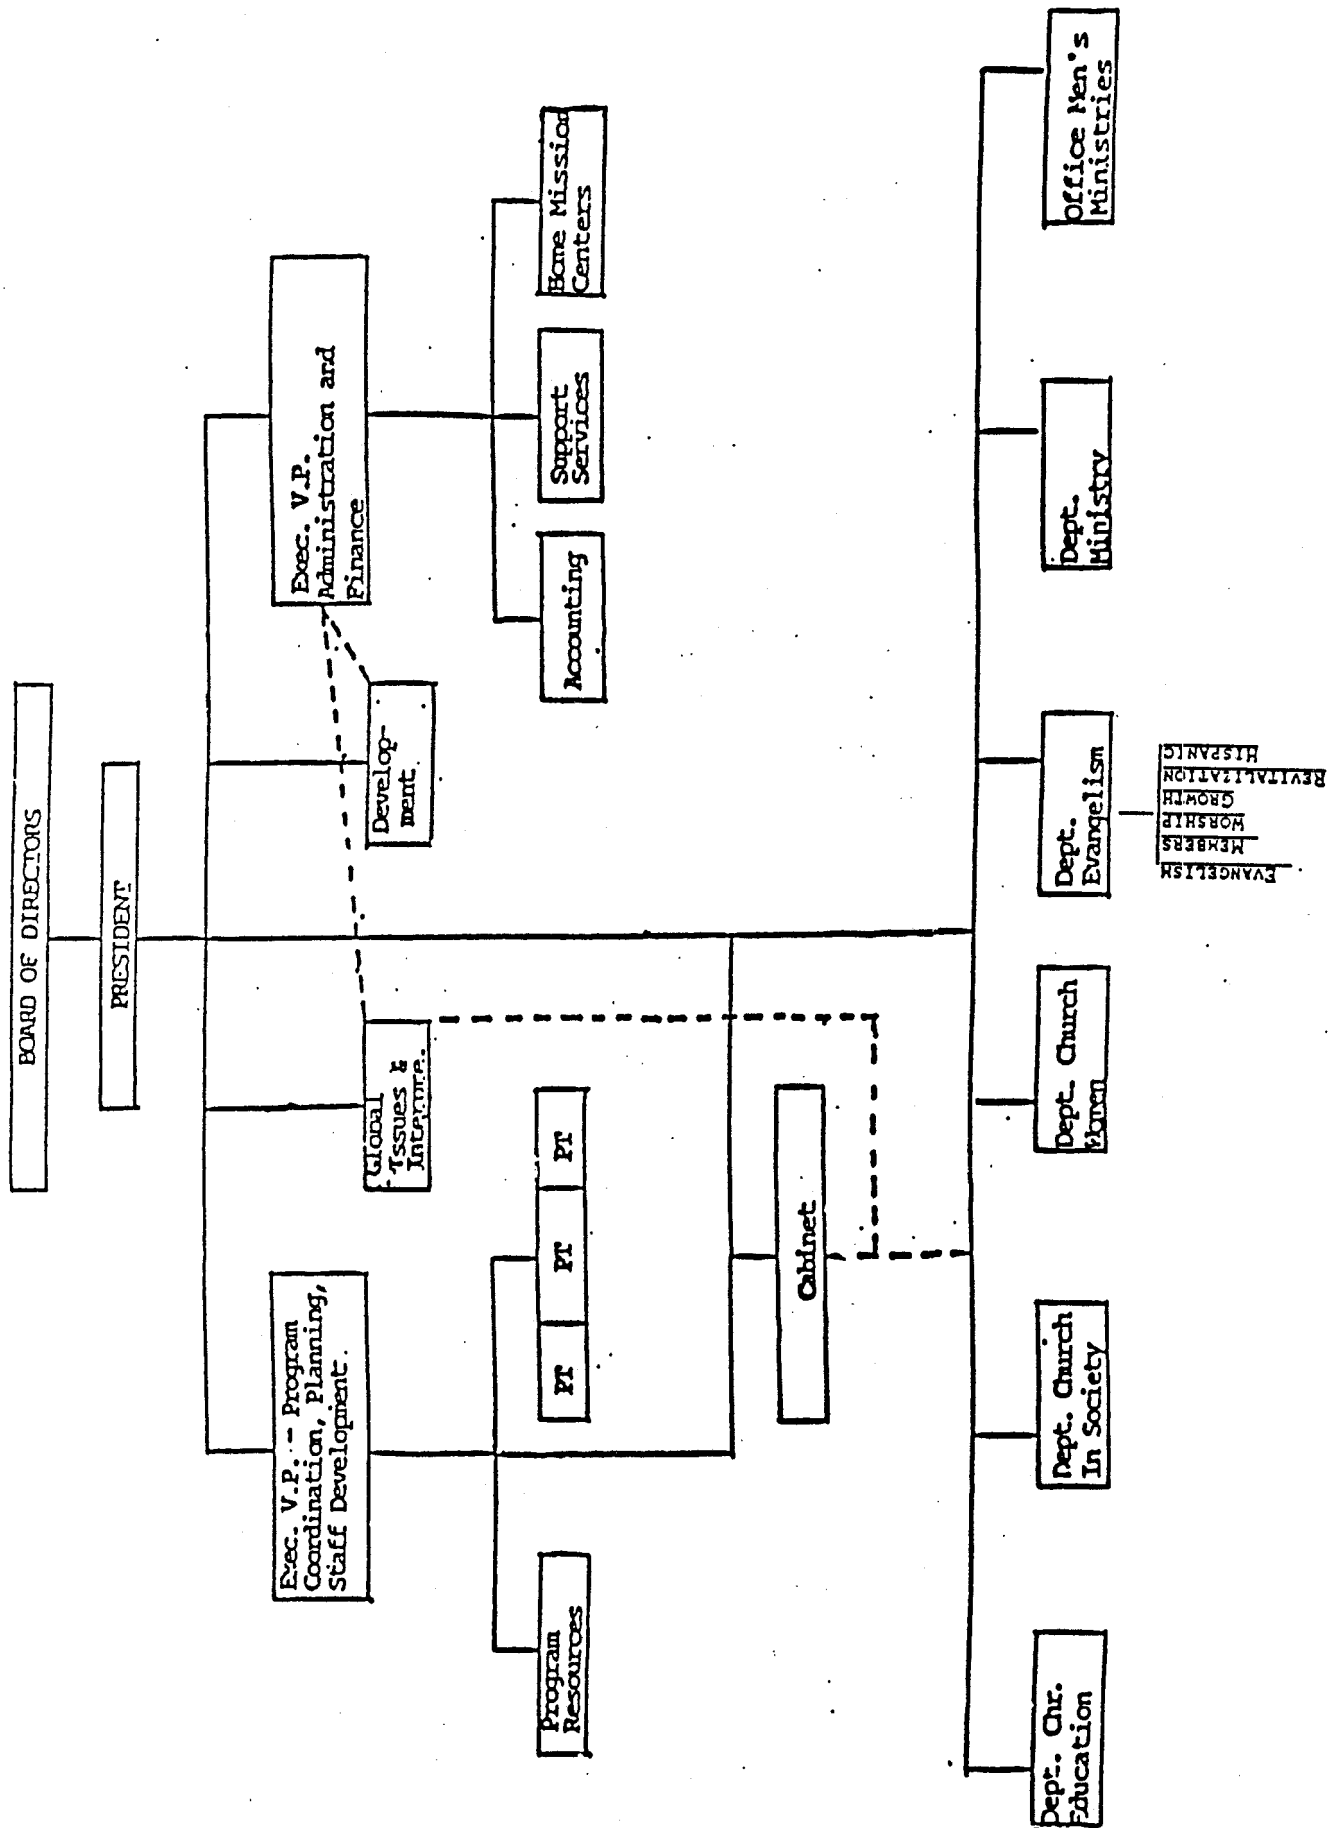 BOARD OF DIRECTORS
PRESIDENT
Exec. V.P. - Program
Coordination, Planning,
Staff Development.
Global
Issues &
Develop-
ment.
Exec. V.P.
Administration and
Finance
Program
Resources
PT
PT
PT
Accounting
Support
Services
Home Mission
Centers
Cabinet
Dept. Chr.
Education
Dept. Church
In Society
Dept. Church
Women
Dept.
Evangelism
Dept.
Ministry
Office Men's
Ministries
EVANGELISM
MEMBERS
WORSHIP
GROWTH
REVITALIZATION
HISPANIC